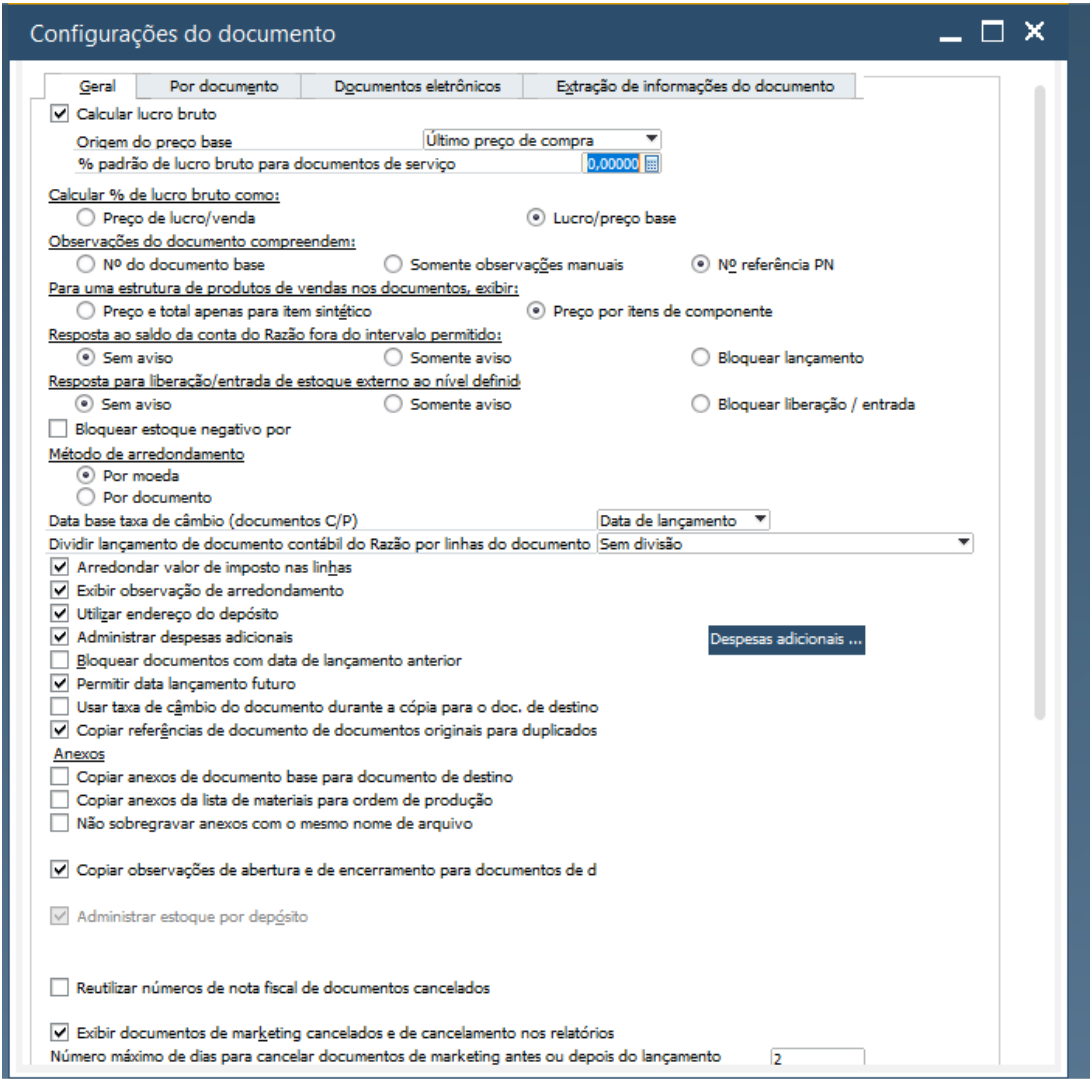 Configurações do documento
Geral Por documento Documentos eletrônicos Extração de informações do documento
Calcular lucro bruto
Origem do preço base Último preço de compra
% padrão de lucro bruto para documentos de serviço 0,00000
Calcular % de lucro bruto como:
Preço de lucro/venda Lucro/preço base
Observações do documento compreendem:
Nº do documento base Somente observações manuais Nº referência PN
Para uma estrutura de produtos de vendas nos documentos, exibir:
Preço e total apenas para item sintético Preço por itens de componente
Resposta ao saldo da conta do Razão fora do intervalo permitido:
Sem aviso Somente aviso Bloquear lançamento
Resposta para liberação/entrada de estoque externo ao nível definid
Sem aviso Somente aviso Bloquear liberação / entrada
Bloquear estoque negativo por
Método de arredondamento
Por moeda
Por documento
Data base taxa de câmbio (documentos C/P) Data de lançamento
Dividir lançamento de documento contábil do Razão por linhas do documento Sem divisão
Arredondar valor de imposto nas linhas
Exibir observação de arredondamento
Utilizar endereço do depósito
Administrar despesas adicionais Despesas adicionais ...
Bloquear documentos com data de lançamento anterior
Permitir data lançamento futuro
Usar taxa de câmbio do documento durante a cópia para o doc. de destino
Copiar referências de documento de documentos originais para duplicados
Anexos
Copiar anexos de documento base para documento de destino
Copiar anexos da lista de materiais para ordem de produção
Não sobregravar anexos com o mesmo nome de arquivo
Copiar observações de abertura e de encerramento para documentos de d
Administrar estoque por depósito
Reutilizar números de nota fiscal de documentos cancelados
Exibir documentos de marketing cancelados e de cancelamento nos relatórios
Número máximo de dias para cancelar documentos de marketing antes ou depois do lançamento 2